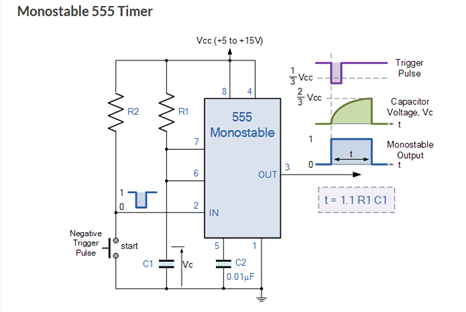 Monostable 555 Timer
Vcc (+5 to +15V)
R2
R1
8
4
555
Monostable
7
6
2
IN
OUT
3
5
1
1
0
Negative
Trigger
Pulse
start
C1
Vc
C2
0.01µF
1/3 Vcc
2/3 Vcc
Trigger
Pulse
Capacitor
Voltage, Vc
t
1
0
t
Monostable
Output
t
t = 1.1 R1 C1